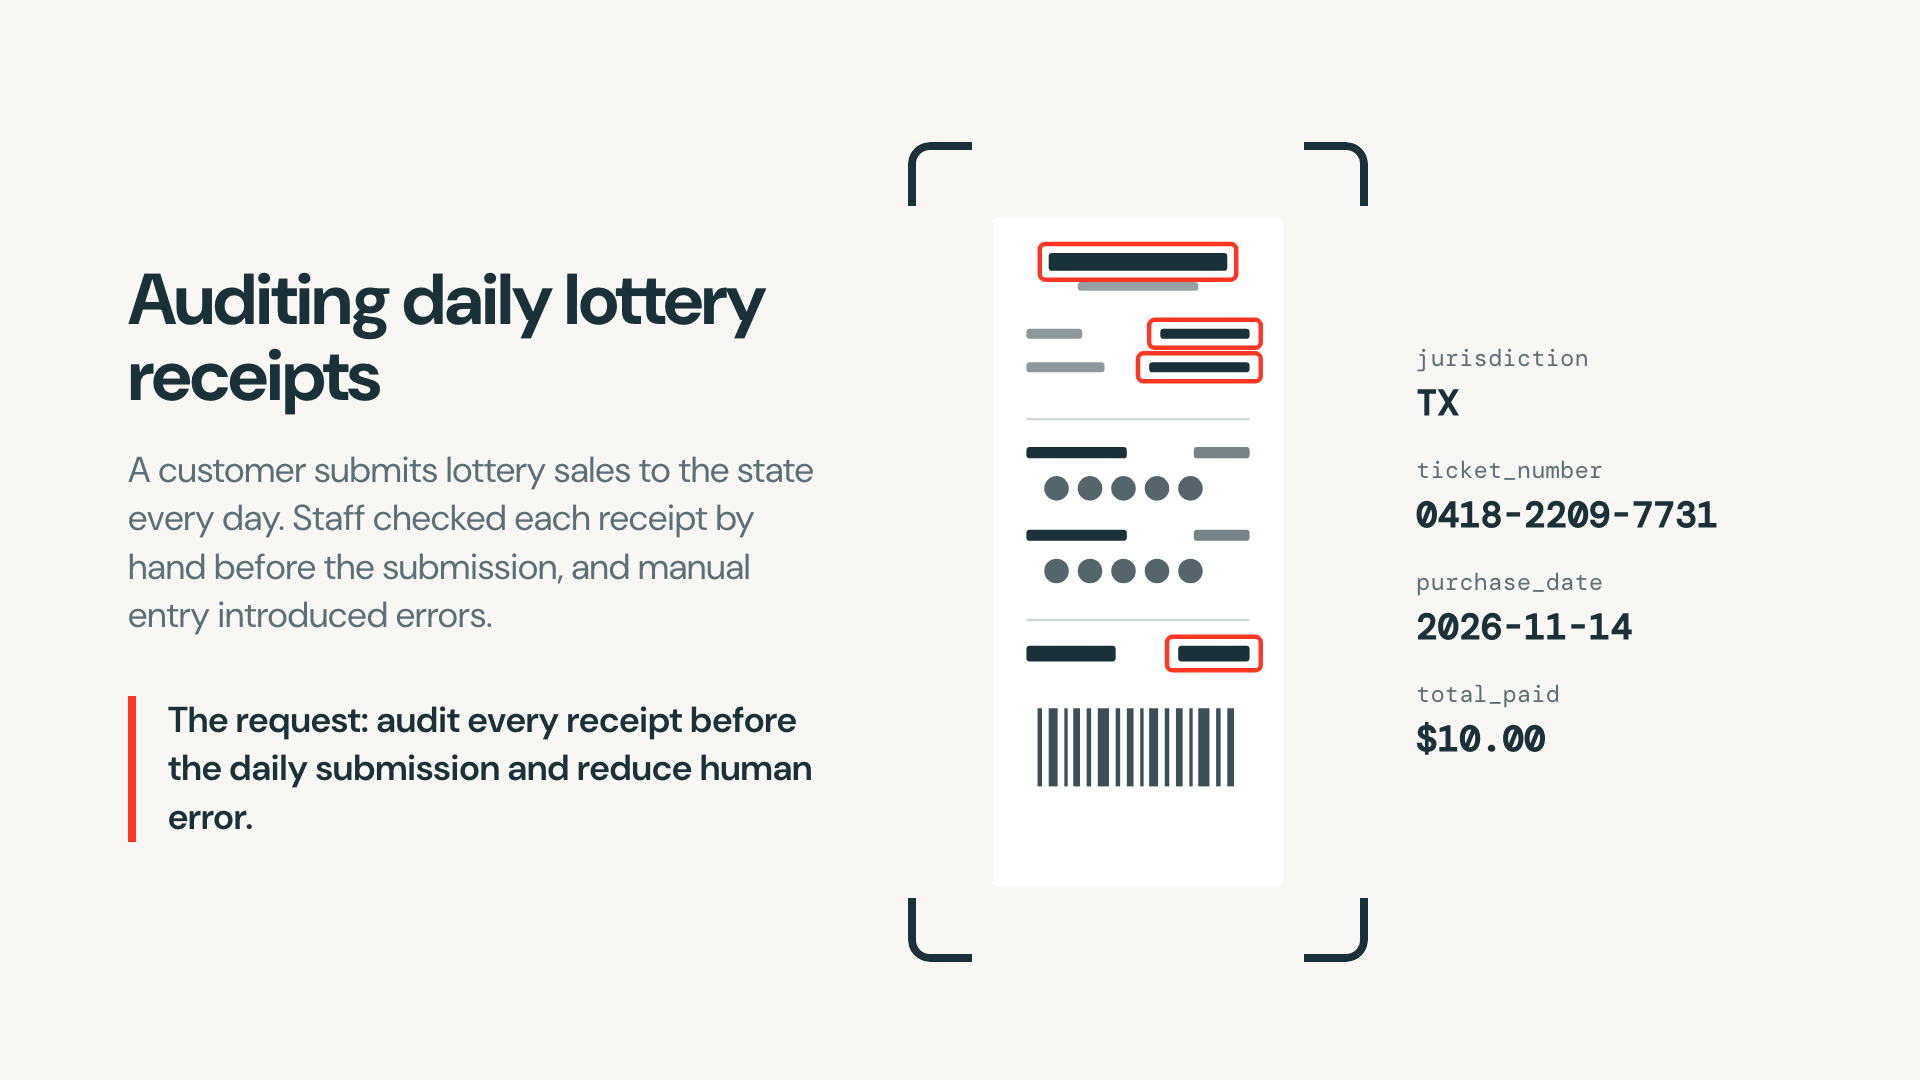 Auditing daily lottery
receipts
A customer submits lottery sales to the state
every day. Staff checked each receipt by
hand before the submission, and manual
entry introduced errors.
The request: audit every receipt before
the daily submission and reduce human
error.
jurisdiction
TX
ticket_number
0418-2209-7731
purchase_date
2026-11-14
total_paid
$10.00